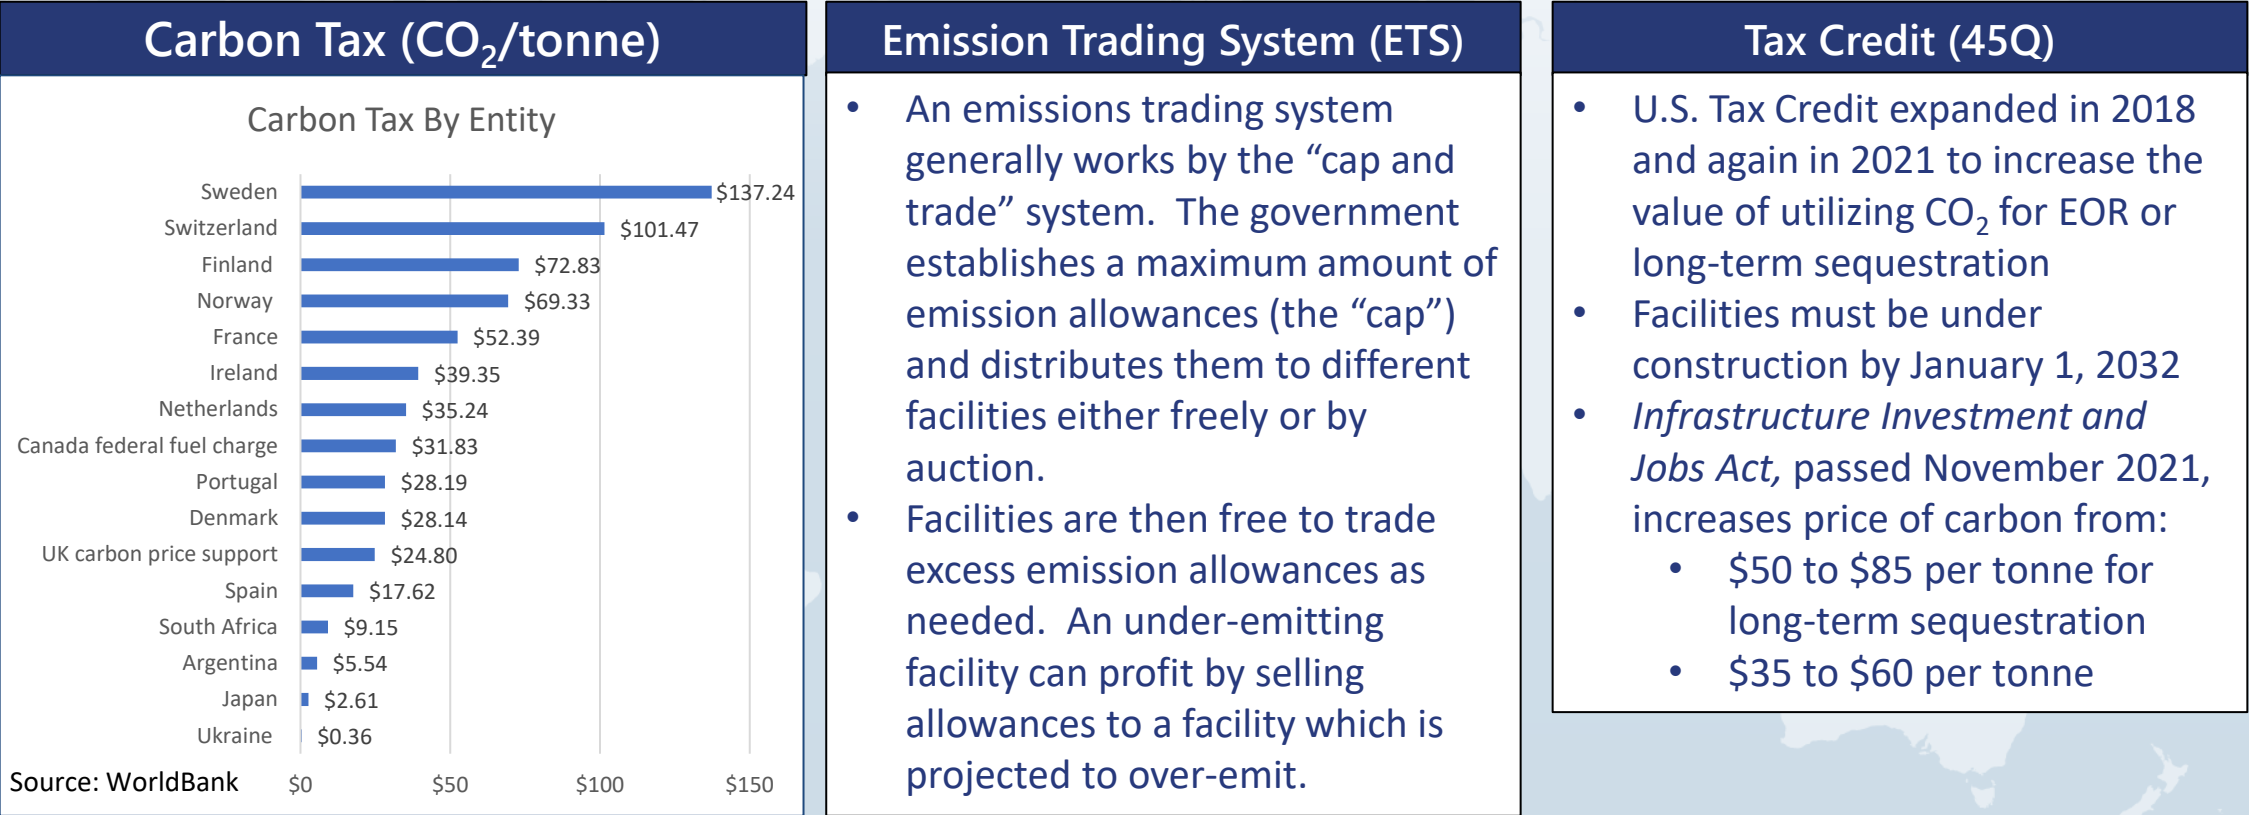 Carbon Tax (CO₂/tonne)
Carbon Tax By Entity
Sweden $137.24
Switzerland $101.47
Finland $72.83
Norway $69.33
France $52.39
Ireland $39.35
Netherlands $35.24
Canada federal fuel charge $31.83
Portugal $28.19
Denmark $28.14
UK carbon price support $24.80
Spain $17.62
South Africa $9.15
Argentina $5.54
Japan $2.61
Ukraine $0.36
$0 $50 $100 $150
Source: WorldBank
Emission Trading System (ETS)
• An emissions trading system
generally works by the “cap and
trade” system. The government
establishes a maximum amount of
emission allowances (the “cap”)
and distributes them to different
facilities either freely or by
auction.
• Facilities are then free to trade
excess emission allowances as
needed. An under-emitting
facility can profit by selling
allowances to a facility which is
projected to over-emit.
Tax Credit (45Q)
• U.S. Tax Credit expanded in 2018
and again in 2021 to increase the
value of utilizing CO₂ for EOR or
long-term sequestration
• Facilities must be under
construction by January 1, 2032
• Infrastructure Investment and
Jobs Act, passed November 2021,
increases price of carbon from:
• $50 to $85 per tonne for
long-term sequestration
• $35 to $60 per tonne